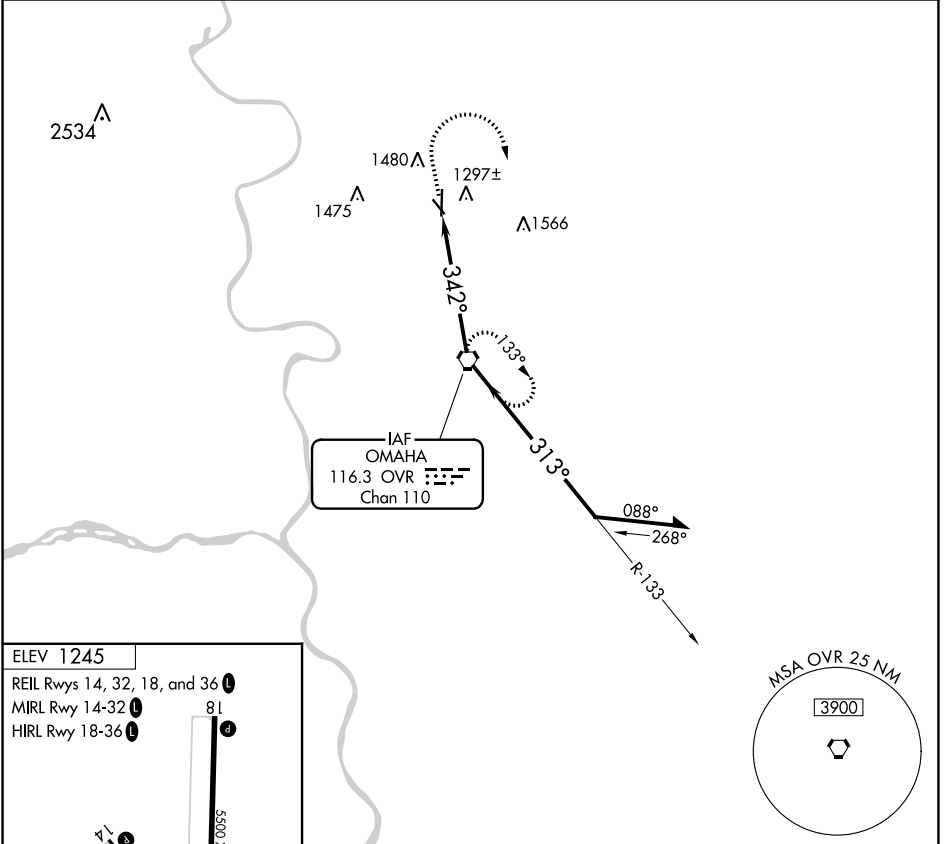 2534
1480
1297±
1475
1566
342°
133°
IAF
OMAHA
116.3 OVR
Chan 110
313°
088°
268°
R-133
ELEV 1245
REIL Rwys 14, 32, 18, and 36 L
MIRL Rwy 14-32 L
HIRL Rwy 18-36 L
18
P
5500
14
P
MSA OVR 25 NM
3900